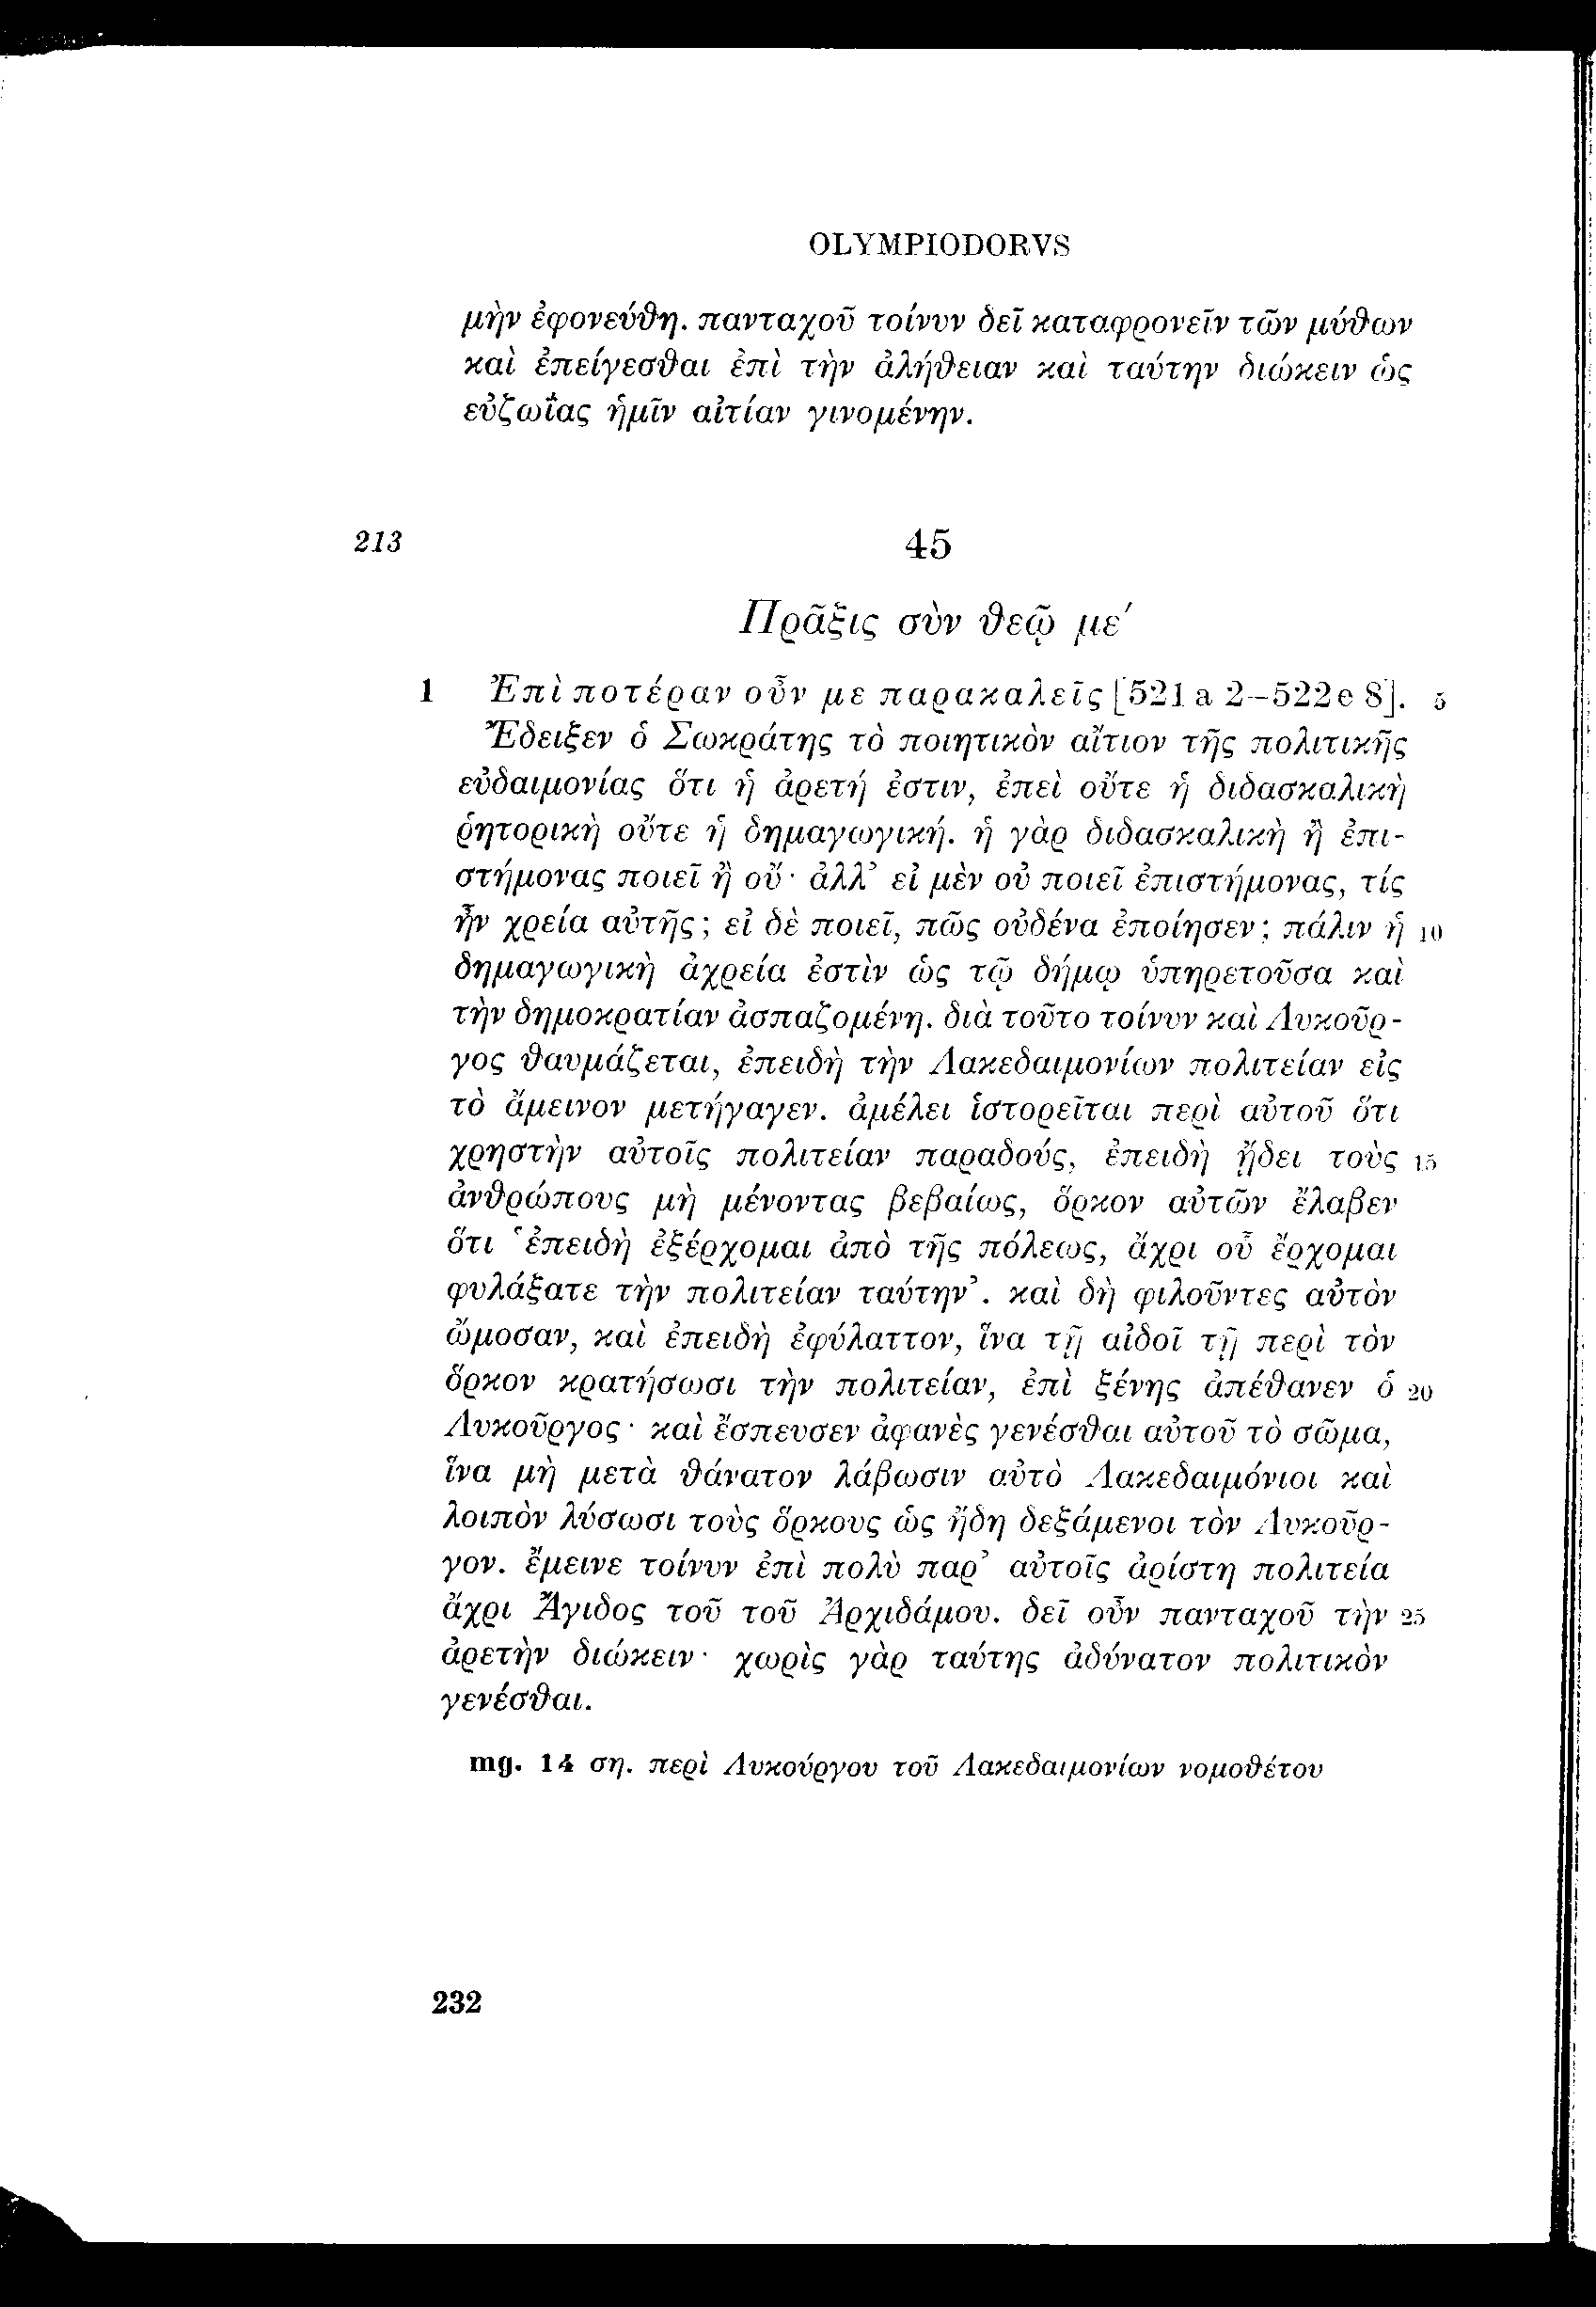 OLYMPIODORVS
μὴν ἐφονεύθη. πανταχοῦ τοίνυν δεῖ καταφρονεῖν τῶν μύθων
καὶ ἐπείγεσθαι ἐπὶ τὴν ἀλήθειαν καὶ ταύτην διώκειν ὡς
εὐζωΐας ἡμῖν αἰτίαν γινομένην.
213 45
Πρᾶξις σὺν θεῷ με′
1 Ἐπὶ ποτέραν οὖν με παρακαλεῖς [521a 2–522e 8]. 5
Ἔδειξεν ὁ Σωκράτης τὸ ποιητικὸν αἴτιον τῆς πολιτικῆς
εὐδαιμονίας ὅτι ἡ ἀρετή ἐστιν, ἐπεὶ οὔτε ἡ διδασκαλικὴ
ῥητορικὴ οὔτε ἡ δημαγωγική. ἡ γὰρ διδασκαλικὴ ἢ ἐπι-
στήμονας ποιεῖ ἢ οὔ· ἀλλ’ εἰ μὲν οὐ ποιεῖ ἐπιστήμονας, τίς
ἦν χρεία αὐτῆς; εἰ δὲ ποιεῖ, πῶς οὐδένα ἐποίησεν; πάλιν ἡ 10
δημαγωγικὴ ἀχρεία ἐστὶν ὡς τῷ δήμῳ ὑπηρετοῦσα καὶ
τὴν δημοκρατίαν ἀσπαζομένη. διὰ τοῦτο τοίνυν καὶ Λυκοῦρ-
γος θαυμάζεται, ἐπειδὴ τὴν Λακεδαιμονίων πολιτείαν εἰς
τὸ ἄμεινον μετήγαγεν. ἀμέλει ἱστορεῖται περὶ αὐτοῦ ὅτι
χρηστὴν αὐτοῖς πολιτείαν παραδούς, ἐπειδὴ ᾔδει τοὺς 15
ἀνθρώπους μὴ μένοντας βεβαίως, ὅρκον αὐτῶν ἔλαβεν
ὅτι ‘ἐπειδὴ ἐξέρχομαι ἀπὸ τῆς πόλεως, ἄχρι οὗ ἔρχομαι
φυλάξατε τὴν πολιτείαν ταύτην’. καὶ δὴ φιλοῦντες αὐτὸν
ὤμοσαν, καὶ ἐπειδὴ ἐφύλαττον, ἵνα τῇ αἰδοῖ τῇ περὶ τὸν
ὅρκον κρατήσωσι τὴν πολιτείαν, ἐπὶ ξένης ἀπέθανεν ὁ 20
Λυκοῦργος· καὶ ἔσπευσεν ἀφανὲς γενέσθαι αὐτοῦ τὸ σῶμα,
ἵνα μὴ μετὰ θάνατον λάβωσιν αὐτὸ Λακεδαιμόνιοι καὶ
λοιπὸν λύσωσι τοὺς ὅρκους ὡς ἤδη δεξάμενοι τὸν Λυκοῦρ-
γον. ἔμεινε τοίνυν ἐπὶ πολὺ παρ’ αὐτοῖς ἀρίστη πολιτεία
ἄχρι Ἄγιδος τοῦ τοῦ Ἀρχιδάμου. δεῖ οὖν πανταχοῦ τὴν 25
ἀρετὴν διώκειν· χωρὶς γὰρ ταύτης ἀδύνατον πολιτικὸν
γενέσθαι.
mg. 14 ση. περὶ Λυκούργου τοῦ Λακεδαιμονίων νομοθέτου
232